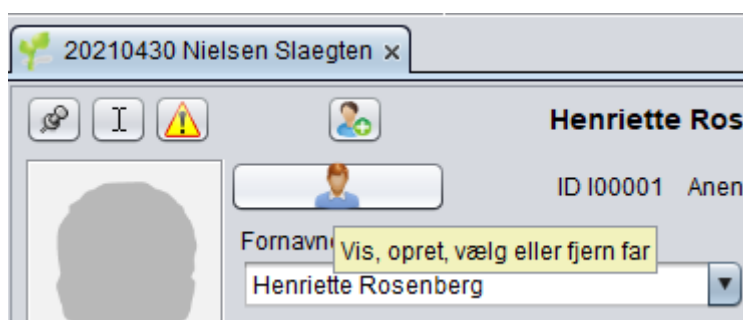 20210430 Nielsen Slaegten x
Henriette Ros
ID I00001 Anen
Fornavn
Vis, opret, vælg eller fjern far
Henriette Rosenberg